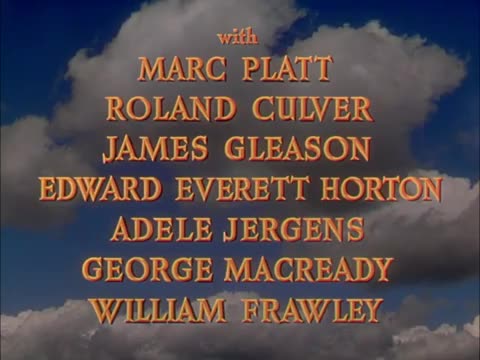 with
MARC PLATT
ROLAND CULVER
JAMES GLEASON
EDWARD EVERETT HORTON
ADELE JERGENS
GEORGE MACREADY
WILLIAM FRAWLEY